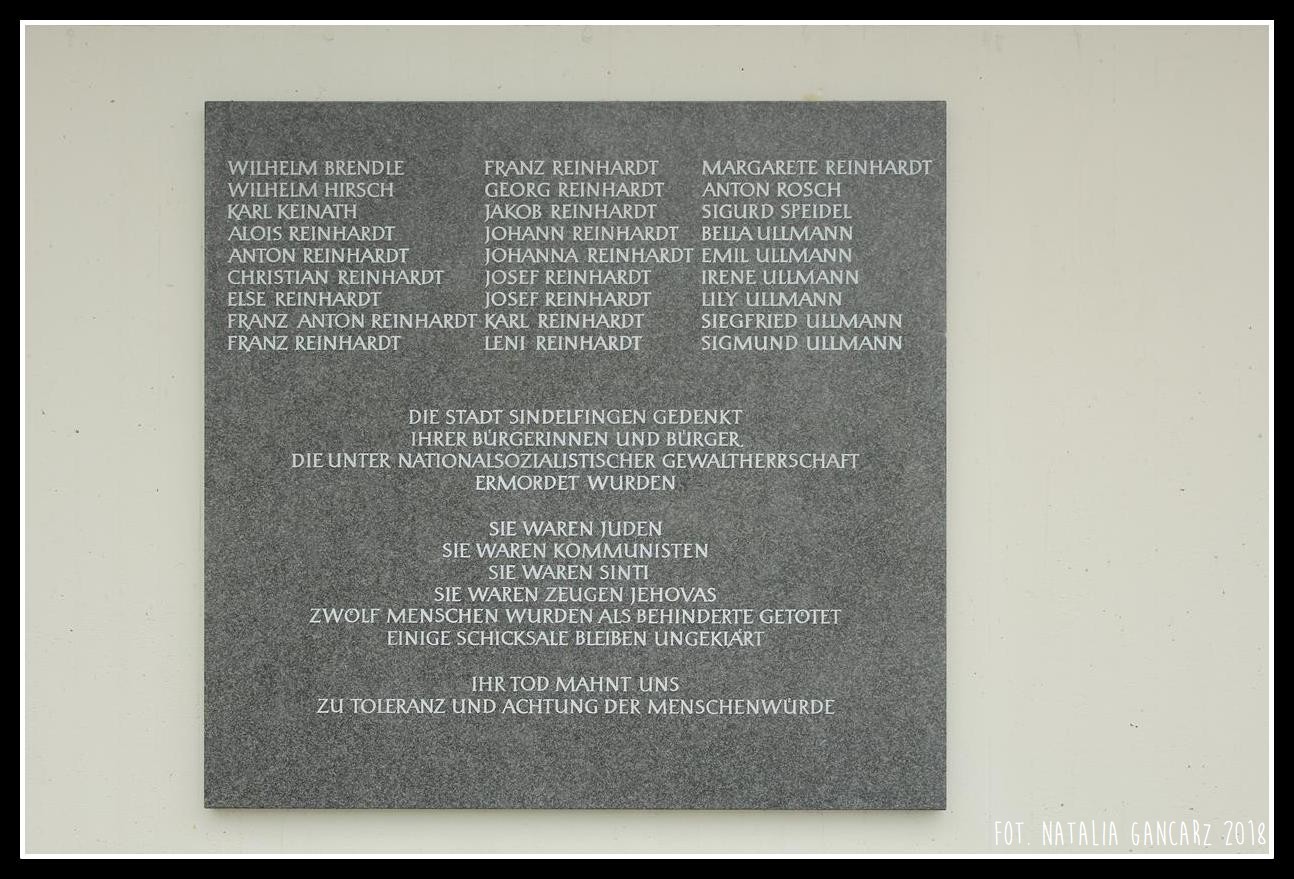 WILHELM BRENDLE
WILHELM HIRSCH
KARL KEINATH
ALOIS REINHARDT
ANTON REINHARDT
CHRISTIAN REINHARDT
ELSE REINHARDT
FRANZ ANTON REINHARDT
FRANZ REINHARDT
FRANZ REINHARDT
GEORG REINHARDT
JAKOB REINHARDT
JOHANN REINHARDT
JOHANNA REINHARDT
JOSEF REINHARDT
JOSEF REINHARDT
KARL REINHARDT
LENI REINHARDT
MARGARETE REINHARDT
ANTON ROSCH
SIGURD SPEIDEL
BELLA ULLMANN
EMIL ULLMANN
IRENE ULLMANN
LILY ULLMANN
SIEGFRIED ULLMANN
SIGMUND ULLMANN
DIE STADT SINDELFINGEN GEDENKT
IHRER BÜRGERINNEN UND BÜRGER,
DIE UNTER NATIONALSOZIALISTISCHER GEWALTHERRSCHAFT
ERMORDET WURDEN
SIE WAREN JUDEN
SIE WAREN KOMMUNISTEN
SIE WAREN SINTI
SIE WAREN ZEUGEN JEHOVAS
ZWÖLF MENSCHEN WURDEN ALS BEHINDERTE GETÖTET
EINIGE SCHICKSALE BLEIBEN UNGEKLÄRT
IHR TOD MAHNT UNS
ZU TOLERANZ UND ACHTUNG DER MENSCHENWÜRDE
FOT. NATALIA GANCARZ 2018